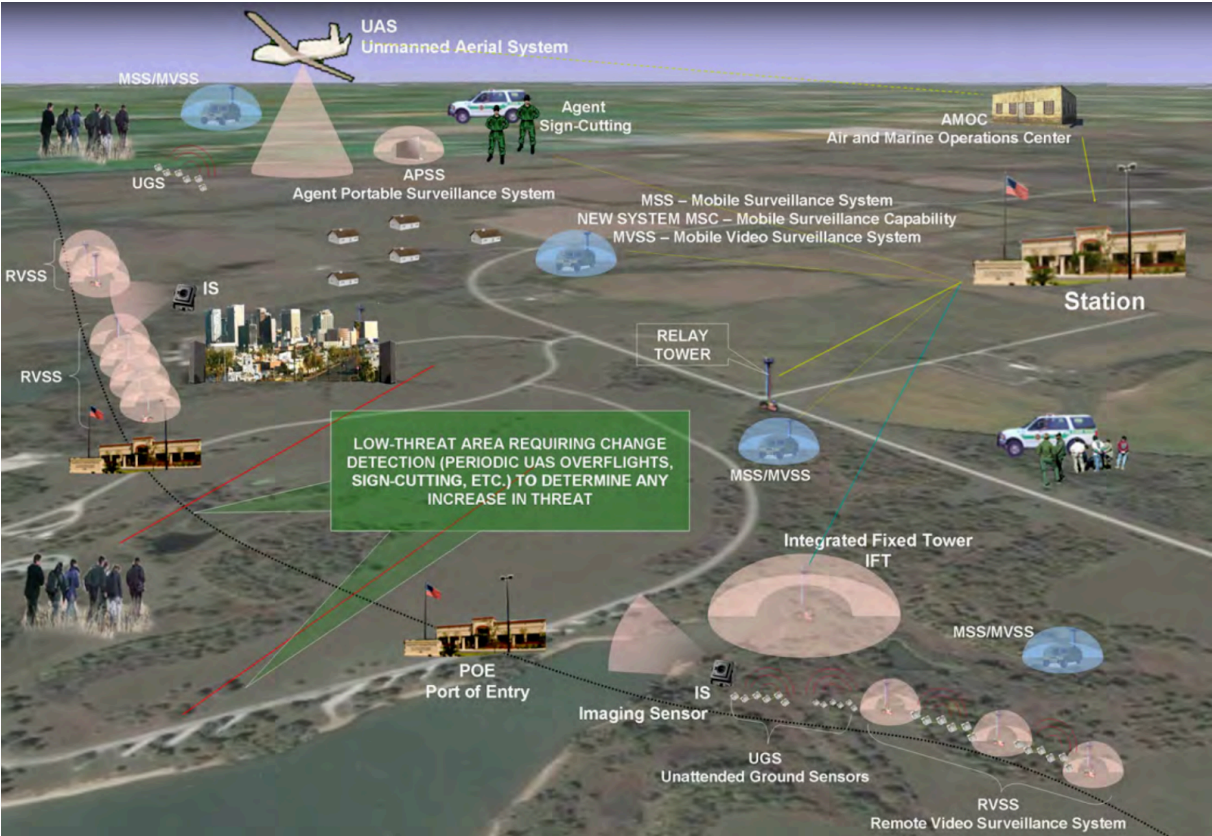 UAS
Unmanned Aerial System
MSS/MVSS
Agent
Sign-Cutting
AMOC
Air and Marine Operations Center
UGS
APSS
Agent Portable Surveillance System
MSS – Mobile Surveillance System
NEW SYSTEM MSC – Mobile Surveillance Capability
MVSS – Mobile Video Surveillance System
RVSS
IS
Station
RELAY
TOWER
RVSS
LOW-THREAT AREA REQUIRING CHANGE
DETECTION (PERIODIC UAS OVERFLIGHTS,
SIGN-CUTTING, ETC.) TO DETERMINE ANY
INCREASE IN THREAT
MSS/MVSS
Integrated Fixed Tower
IFT
MSS/MVSS
POE
Port of Entry
IS
Imaging Sensor
UGS
Unattended Ground Sensors
RVSS
Remote Video Surveillance System